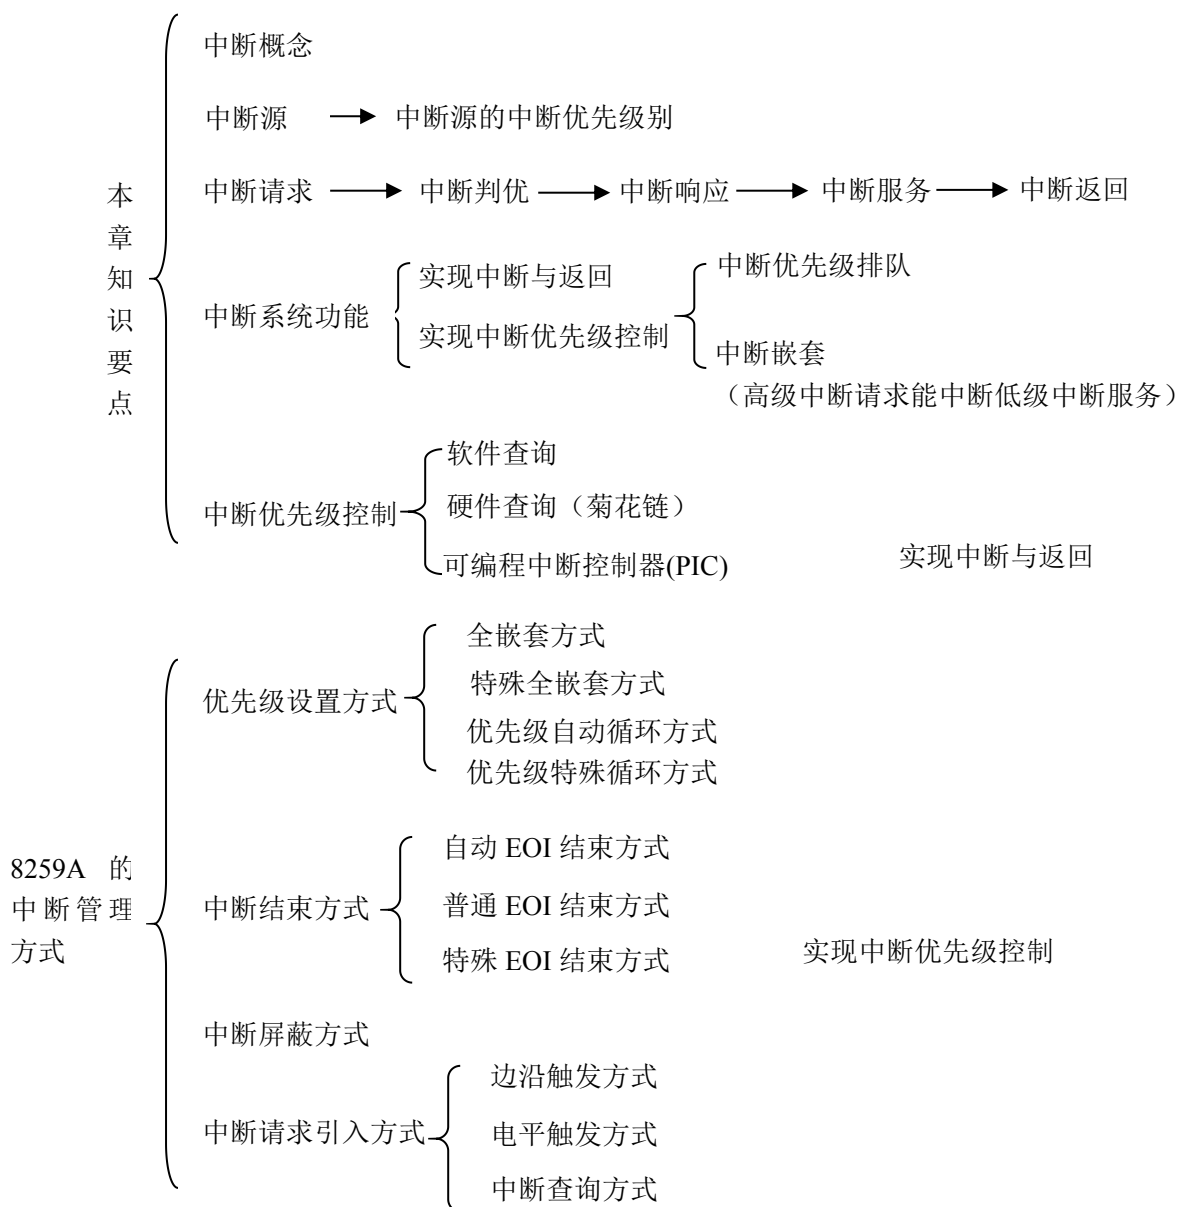 中断概念
中断源 中断源的中断优先级别
中断请求 中断判优 中断响应 中断服务 中断返回
本章知识要点
中断系统功能
实现中断与返回
实现中断优先级控制
中断优先级排队
中断嵌套
（高级中断请求能中断低级中断服务）
中断优先级控制
软件查询
硬件查询（菊花链）
可编程中断控制器(PIC)
实现中断与返回
8259A 的
中断管理
方式
优先级设置方式
全嵌套方式
特殊全嵌套方式
优先级自动循环方式
优先级特殊循环方式
中断结束方式
自动 EOI 结束方式
普通 EOI 结束方式
特殊 EOI 结束方式
实现中断优先级控制
中断屏蔽方式
中断请求引入方式
边沿触发方式
电平触发方式
中断查询方式